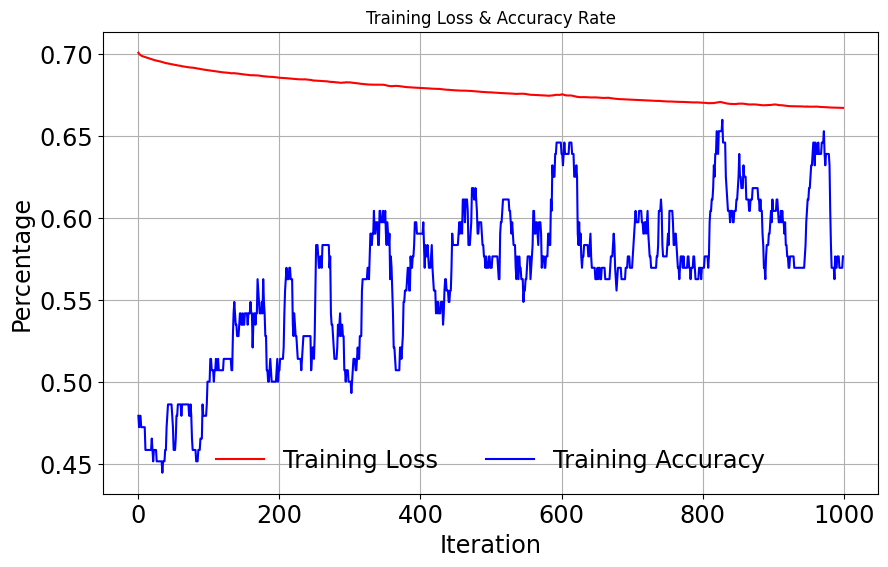 Training Loss & Accuracy Rate
0.70
0.65
0.60
0.55
0.50
0.45
Percentage
Training Loss
Training Accuracy
0
200
400
600
800
1000
Iteration